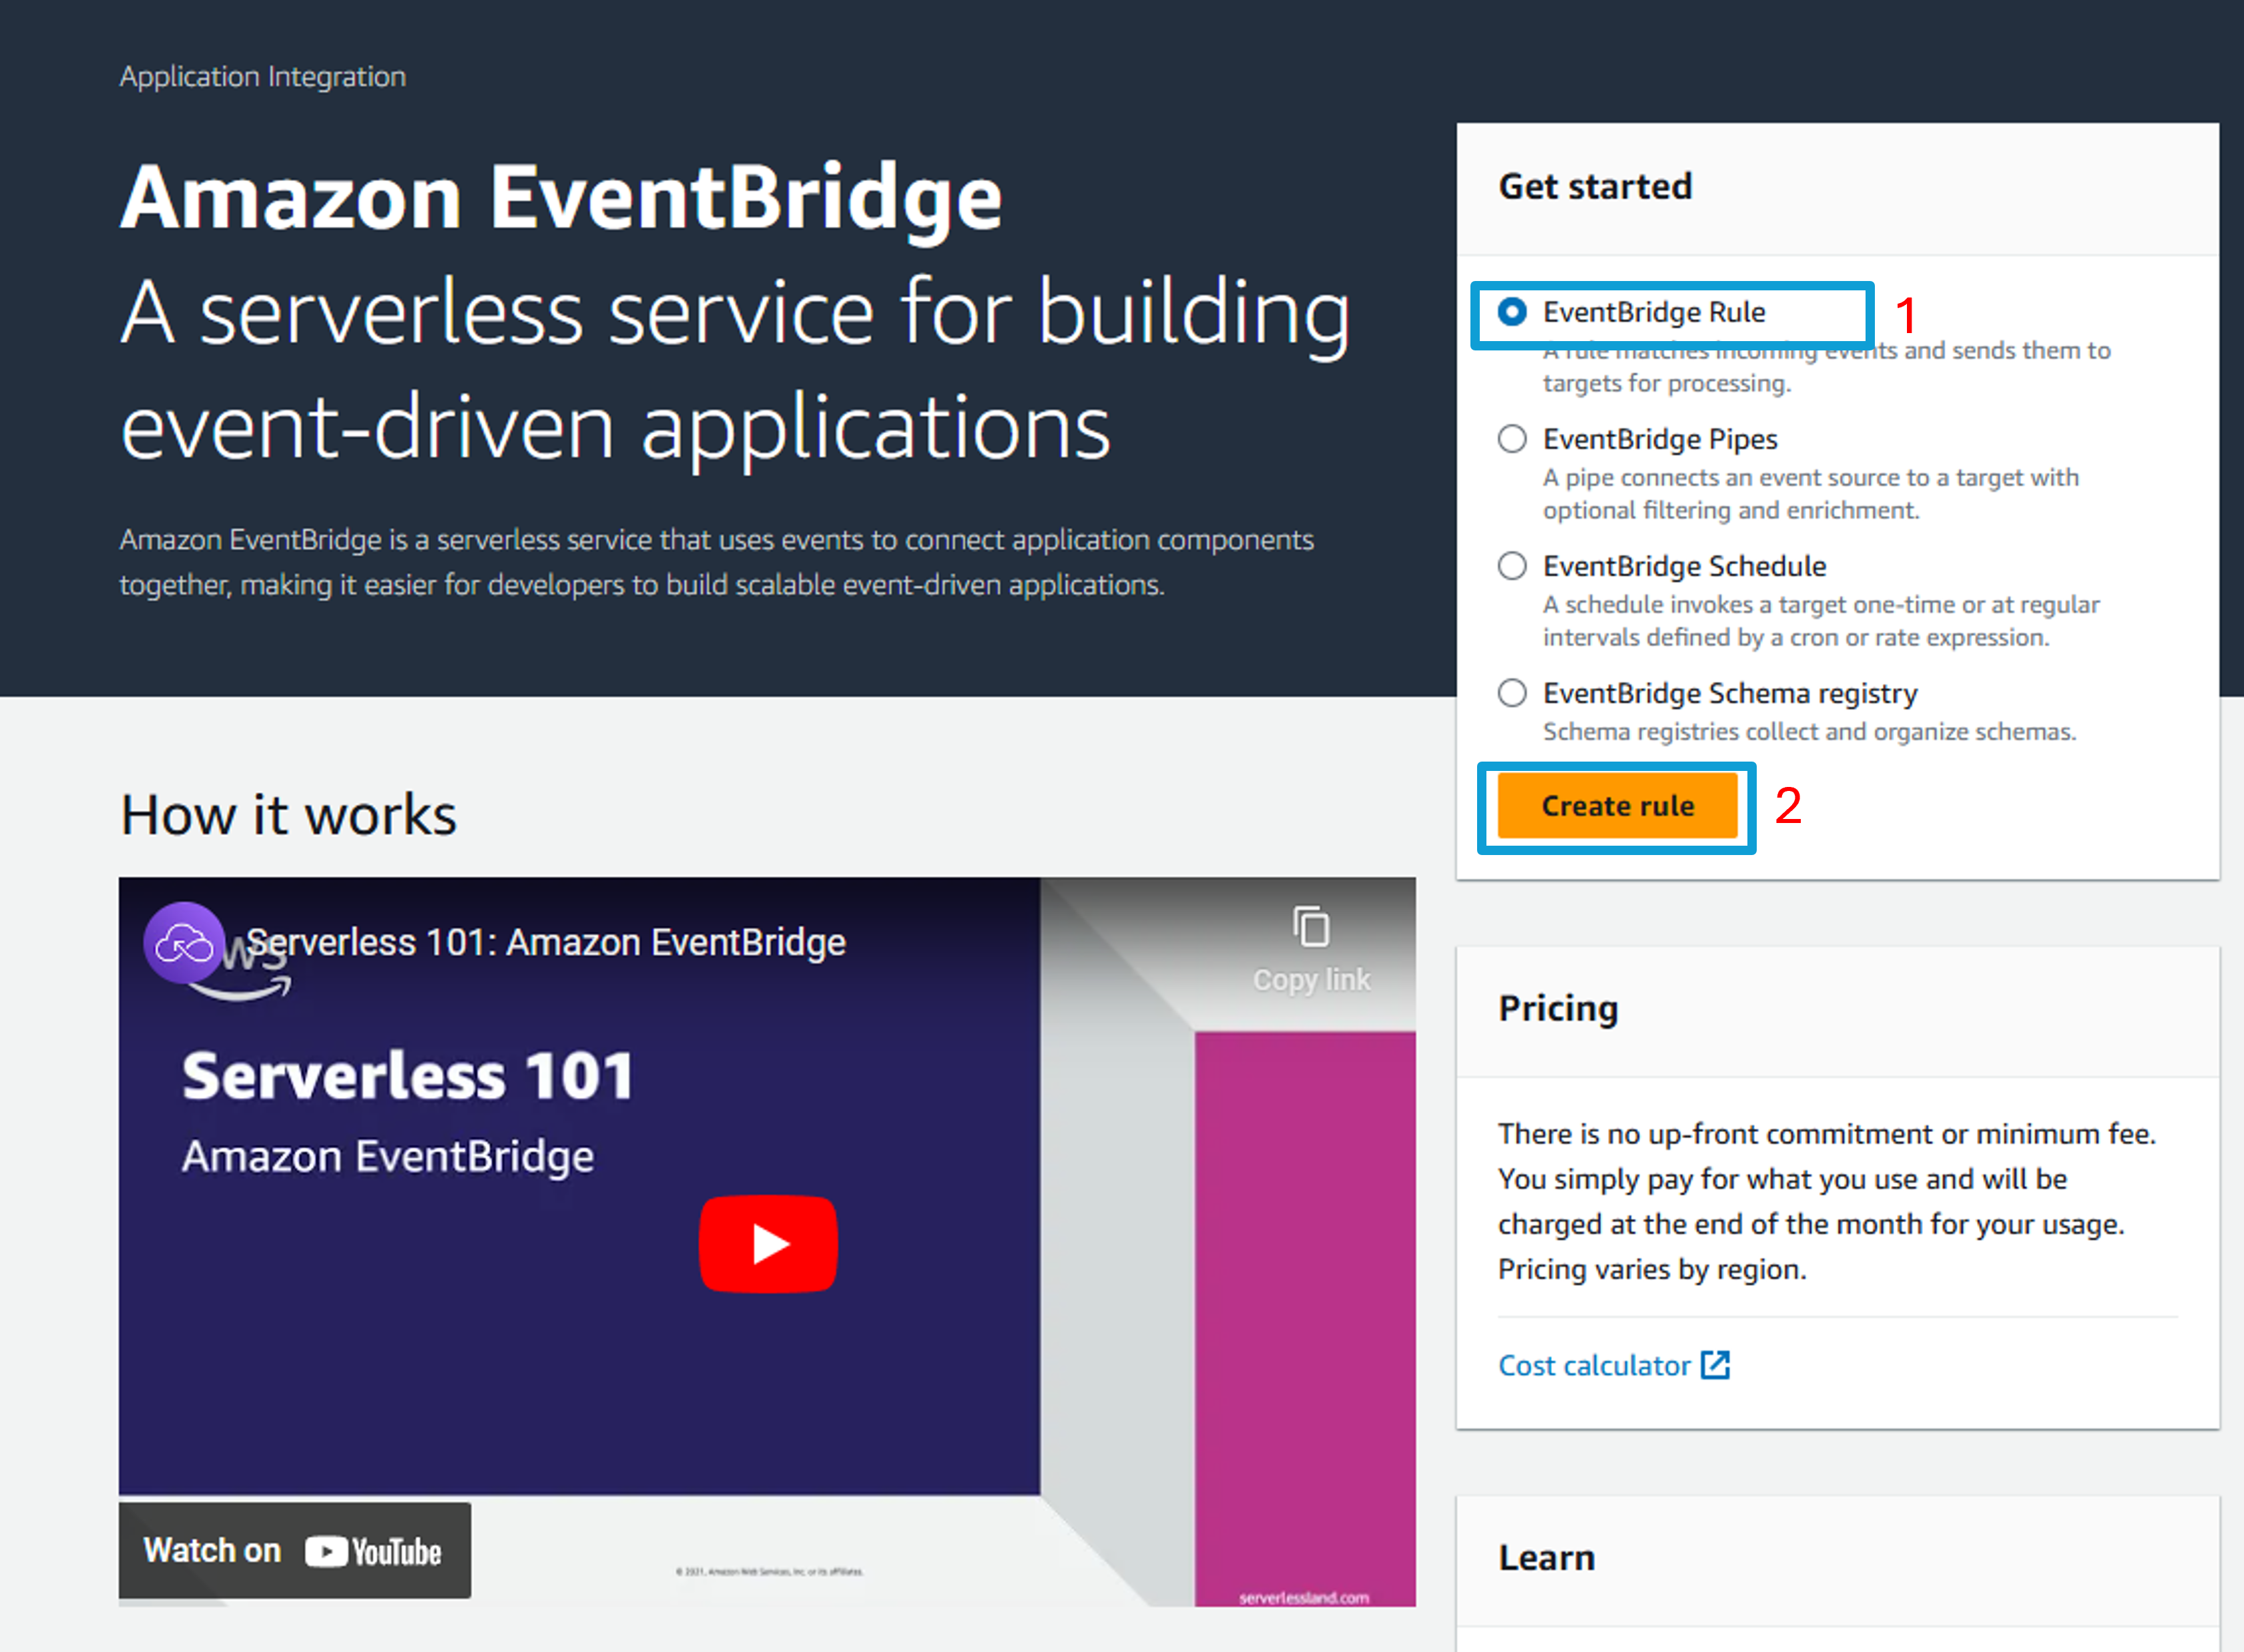 Application Integration
Amazon EventBridge
A serverless service for building
event-driven applications
Amazon EventBridge is a serverless service that uses events to connect application components
together, making it easier for developers to build scalable event-driven applications.
Get started
EventBridge Rule
1
A rule matches incoming events and sends them to
targets for processing.
EventBridge Pipes
A pipe connects an event source to a target with
optional filtering and enrichment.
EventBridge Schedule
A schedule invokes a target one-time or at regular
intervals defined by a cron or rate expression.
EventBridge Schema registry
Schema registries collect and organize schemas.
Create rule
2
How it works
Serverless 101: Amazon EventBridge
Copy link
Serverless 101
Amazon EventBridge
Watch on YouTube
© 2021, Amazon Web Services, Inc. or its affiliates.
serverlessland.com
Pricing
There is no up-front commitment or minimum fee.
You simply pay for what you use and will be
charged at the end of the month for your usage.
Pricing varies by region.
Cost calculator
Learn